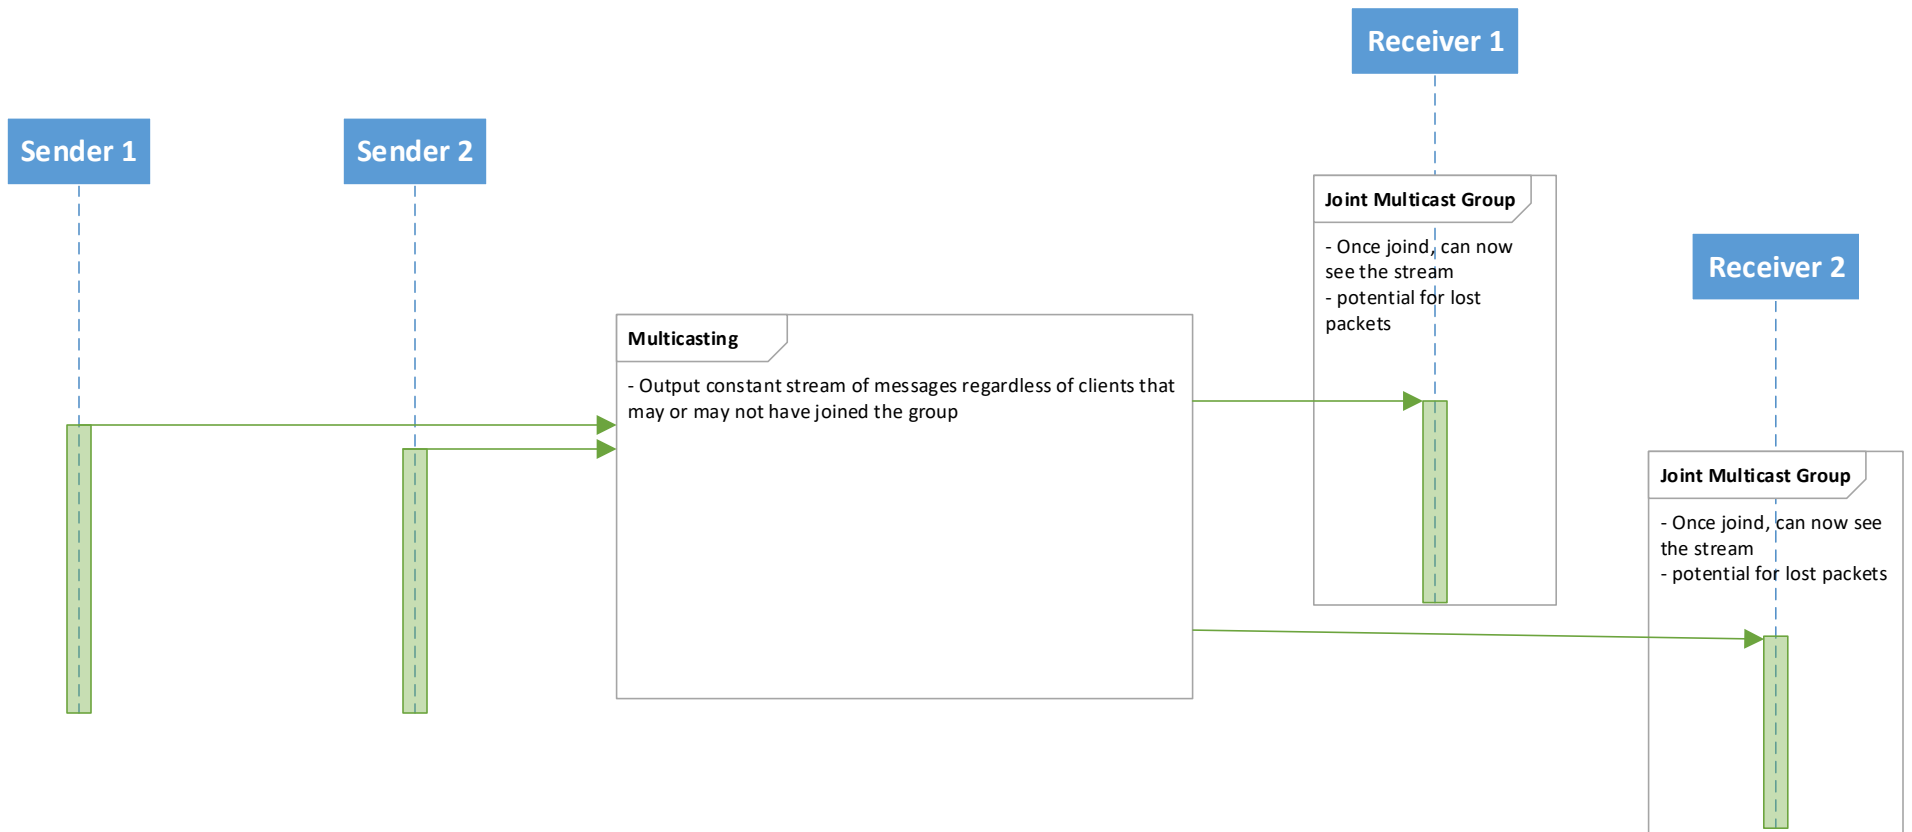 Receiver 1
Sender 1
Sender 2
Joint Multicast Group
- Once joind, can now
see the stream
- potential for lost
packets
Receiver 2
Multicasting
- Output constant stream of messages regardless of clients that
may or may not have joined the group
Joint Multicast Group
- Once joind, can now see
the stream
- potential for lost packets